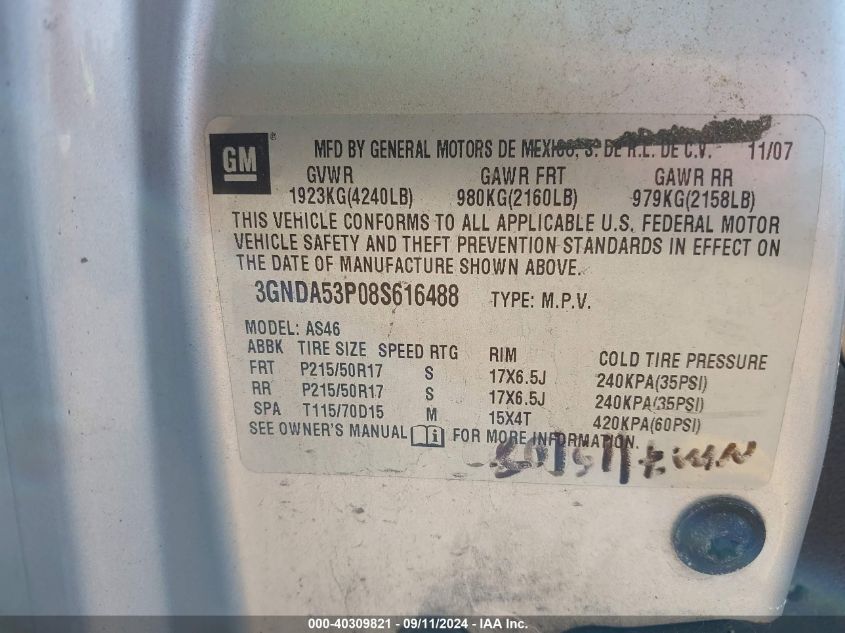 GM ®
MFD BY GENERAL MOTORS DE MEXICO, S. DE R.L. DE C.V. 11/07
GVWR GAWR FRT GAWR RR
1923KG(4240LB) 980KG(2160LB) 979KG(2158LB)
THIS VEHICLE CONFORMS TO ALL APPLICABLE U.S. FEDERAL MOTOR
VEHICLE SAFETY AND THEFT PREVENTION STANDARDS IN EFFECT ON
THE DATE OF MANUFACTURE SHOWN ABOVE.
3GNDA53P08S616488 TYPE: M.P.V.
MODEL: AS46
ABBK TIRE SIZE SPEED RTG RIM COLD TIRE PRESSURE
FRT P215/50R17 S 17X6.5J 240KPA(35PSI)
RR P215/50R17 S 17X6.5J 240KPA(35PSI)
SPA T115/70D15 M 15X4T 420KPA(60PSI)
SEE OWNER'S MANUAL FOR MORE INFORMATION.
000-40309821 - 09/11/2024 - IAA Inc.